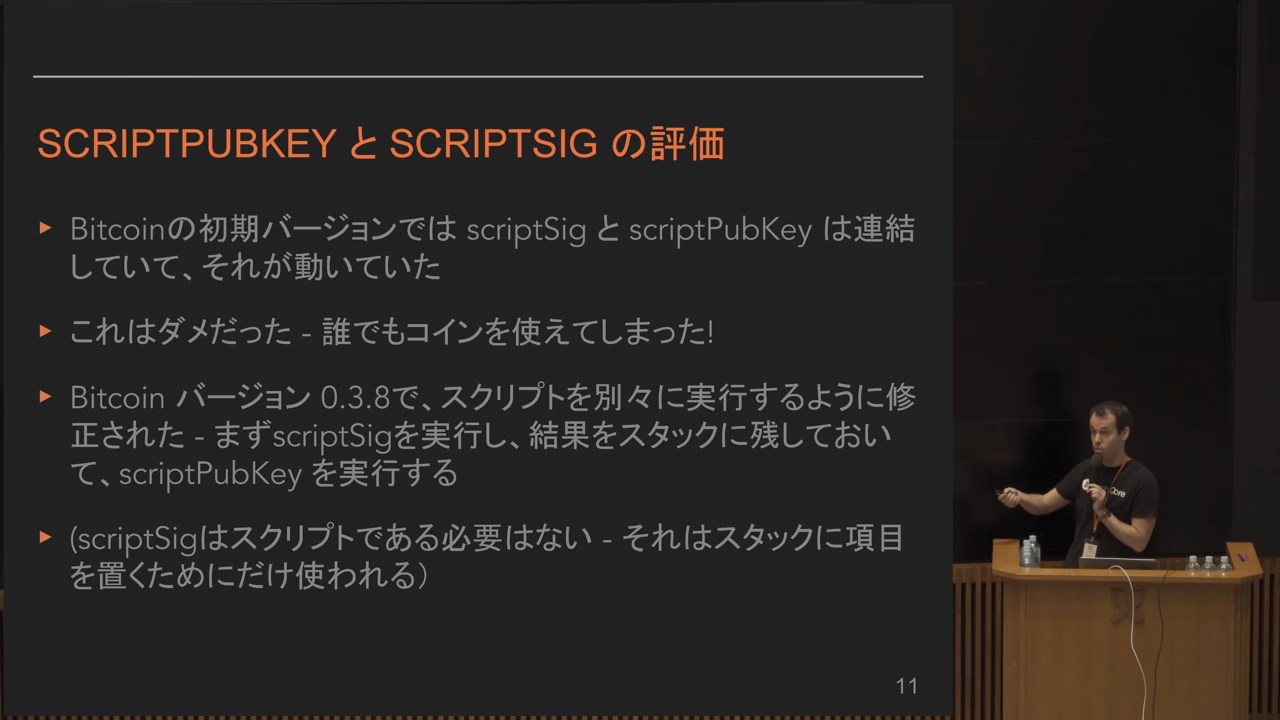 SCRIPTPUBKEY と SCRIPTSIG の評価
Bitcoinの初期バージョンでは scriptSig と scriptPubKey は連結
していて、それが動いていた
これはダメだった - 誰でもコインを使えてしまった!
Bitcoin バージョン 0.3.8で、スクリプトを別々に実行するように修
正された - まずscriptSigを実行し、結果をスタックに残しておい
て、scriptPubKey を実行する
(scriptSigはスクリプトである必要はない - それはスタックに項目
を置くためにだけ使われる）
11
Core